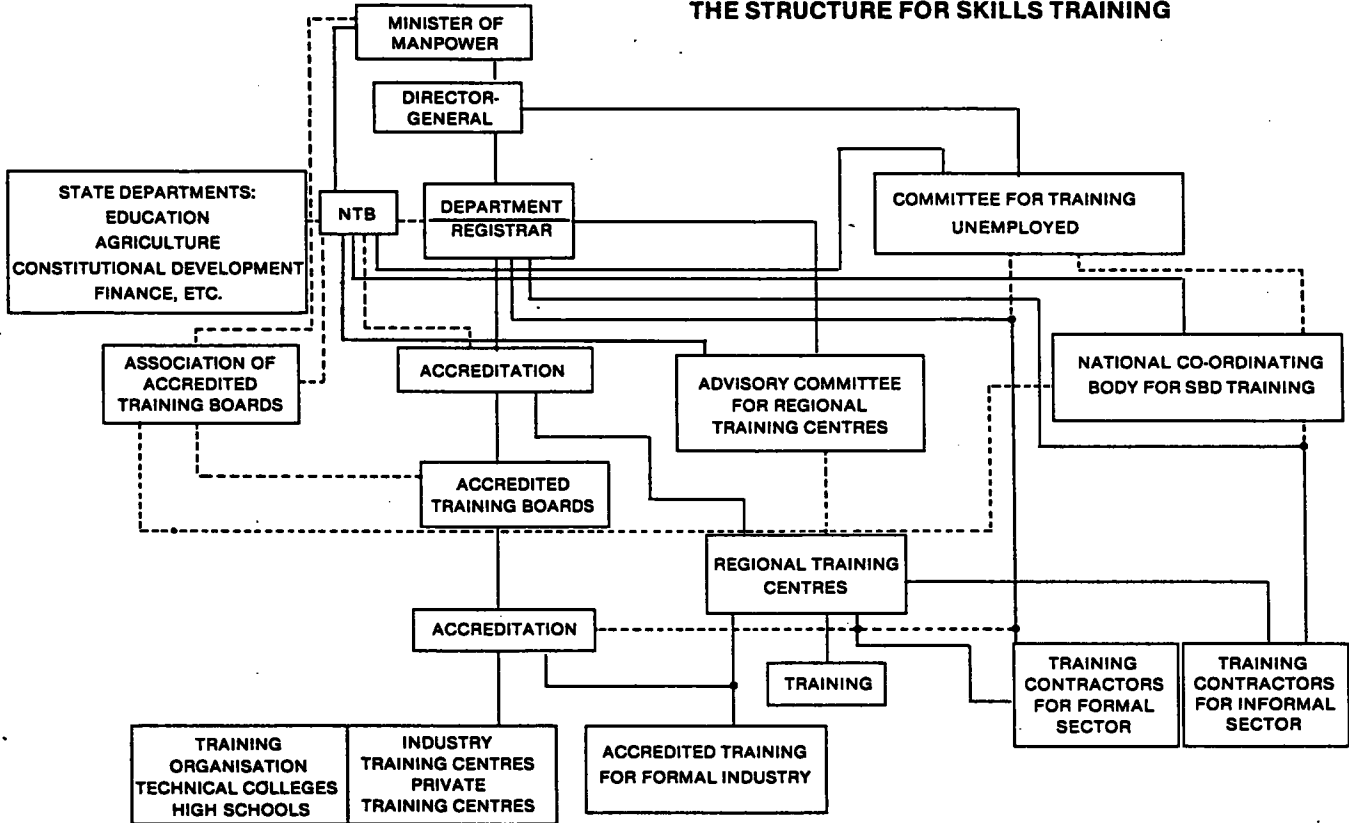 THE STRUCTURE FOR SKILLS TRAINING
MINISTER OF
MANPOWER
DIRECTOR-
GENERAL
STATE DEPARTMENTS:
EDUCATION
AGRICULTURE
CONSTITUTIONAL DEVELOPMENT
FINANCE, ETC.
NTB
DEPARTMENT
REGISTRAR
COMMITTEE FOR TRAINING
UNEMPLOYED
ASSOCIATION OF
ACCREDITED
TRAINING BOARDS
ACCREDITATION
ADVISORY COMMITTEE
FOR REGIONAL
TRAINING CENTRES
NATIONAL CO-ORDINATING
BODY FOR SBD TRAINING
ACCREDITED
TRAINING BOARDS
REGIONAL TRAINING
CENTRES
ACCREDITATION
TRAINING
TRAINING
CONTRACTORS
FOR FORMAL
SECTOR
TRAINING
CONTRACTORS
FOR INFORMAL
SECTOR
TRAINING
ORGANISATION
TECHNICAL COLLEGES
HIGH SCHOOLS
INDUSTRY
TRAINING CENTRES
PRIVATE
TRAINING CENTRES
ACCREDITED TRAINING
FOR FORMAL INDUSTRY